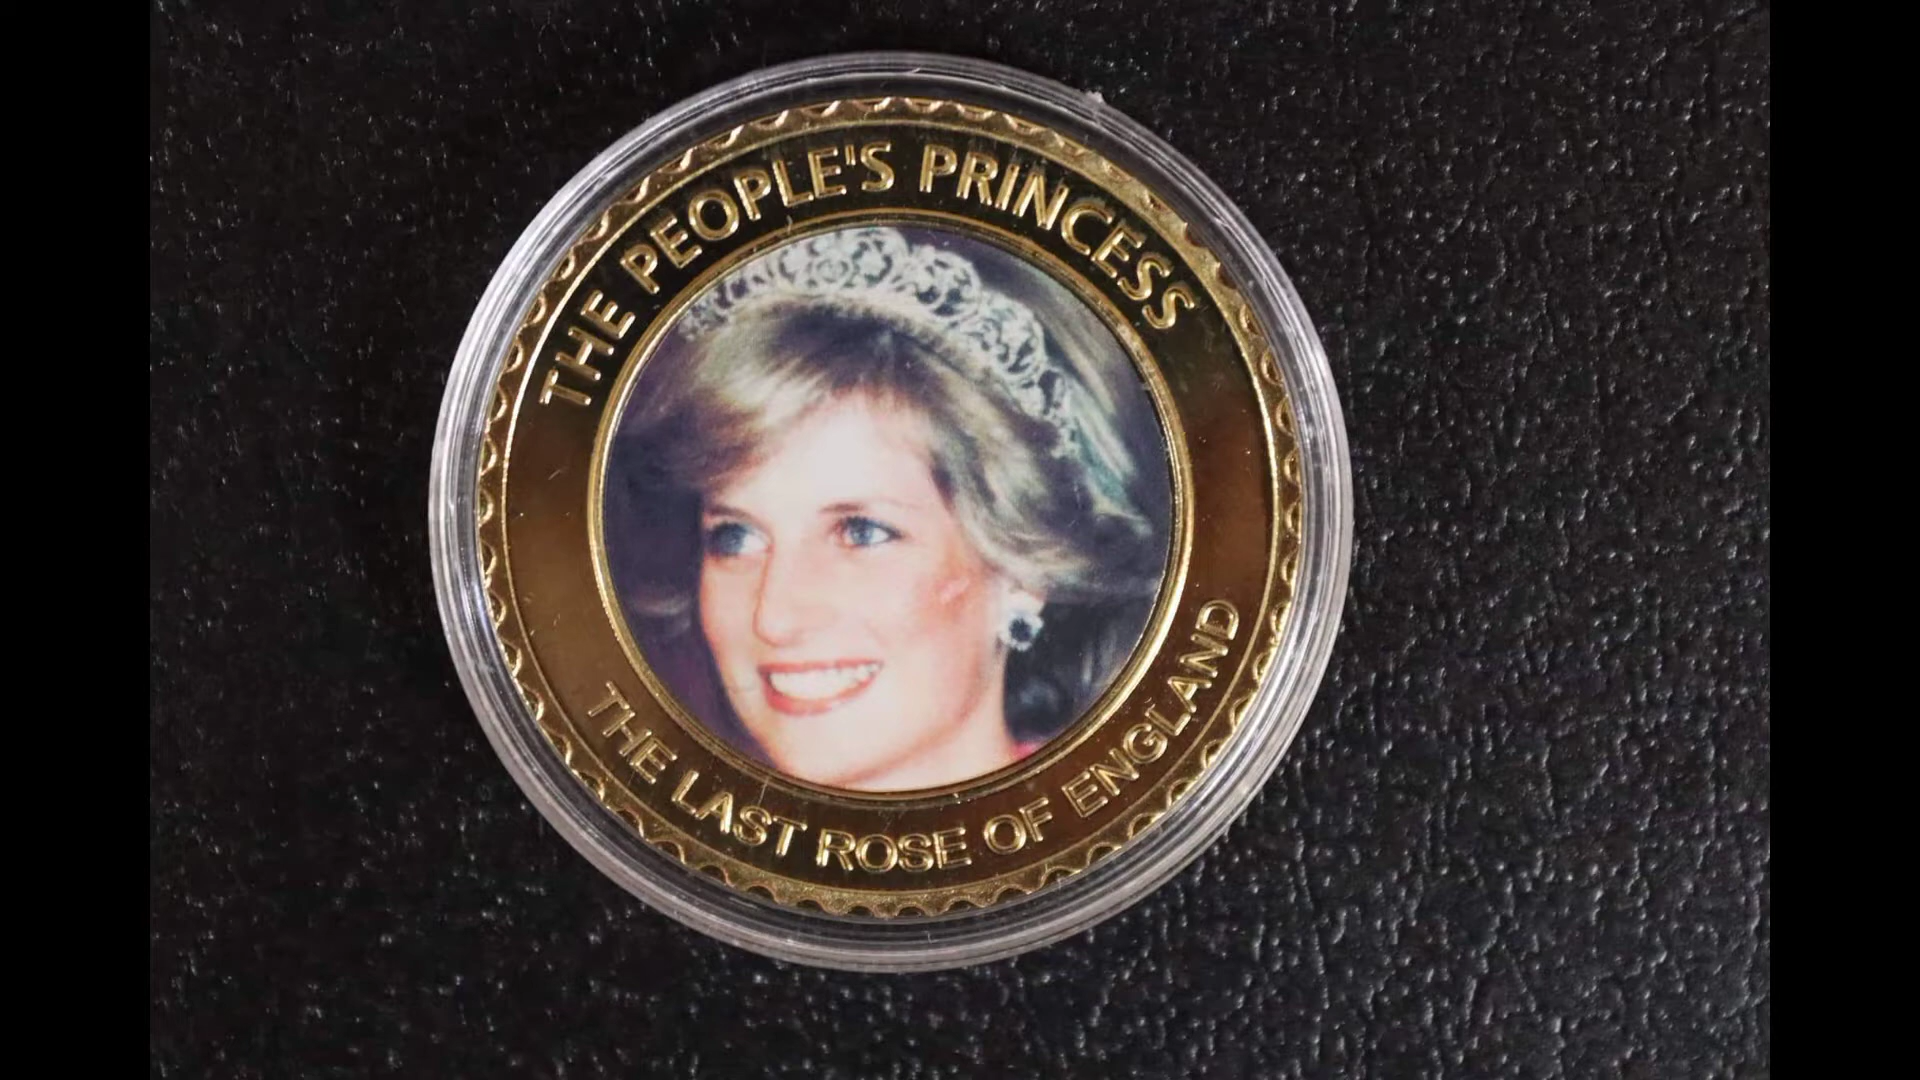 THE PEOPLE'S PRINCESS
THE LAST ROSE OF ENGLAND